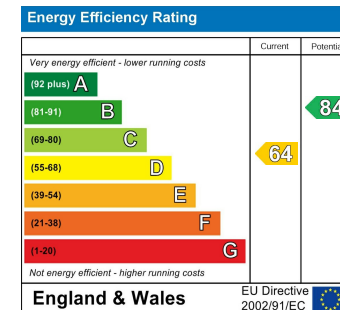 Energy Efficiency Rating
Current Potentia
Very energy efficient - lower running costs
(92 plus) A
(81-91) B
84
(69-80) C
64
(55-68) D
(39-54) E
(21-38) F
(1-20) G
Not energy efficient - higher running costs
England & Wales
EU Directive
2002/91/EC